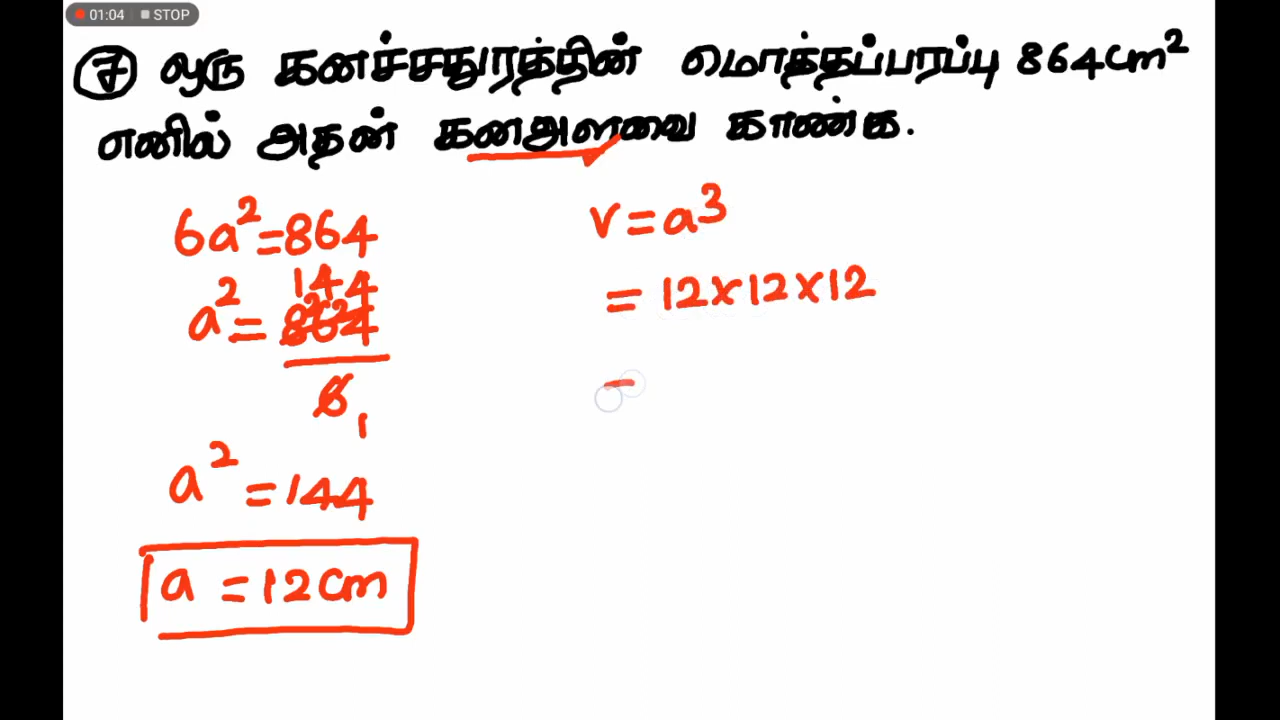 01:04 STOP
7 ஒரு கனச்சதுரத்தின் மொத்தப்பரப்பு 864cm²
எனில் அதன் கனஅளவை காண்க.
6a²=864
144
a²=864
6 1
a²=144
a =12cm
v=a³
=12×12×12